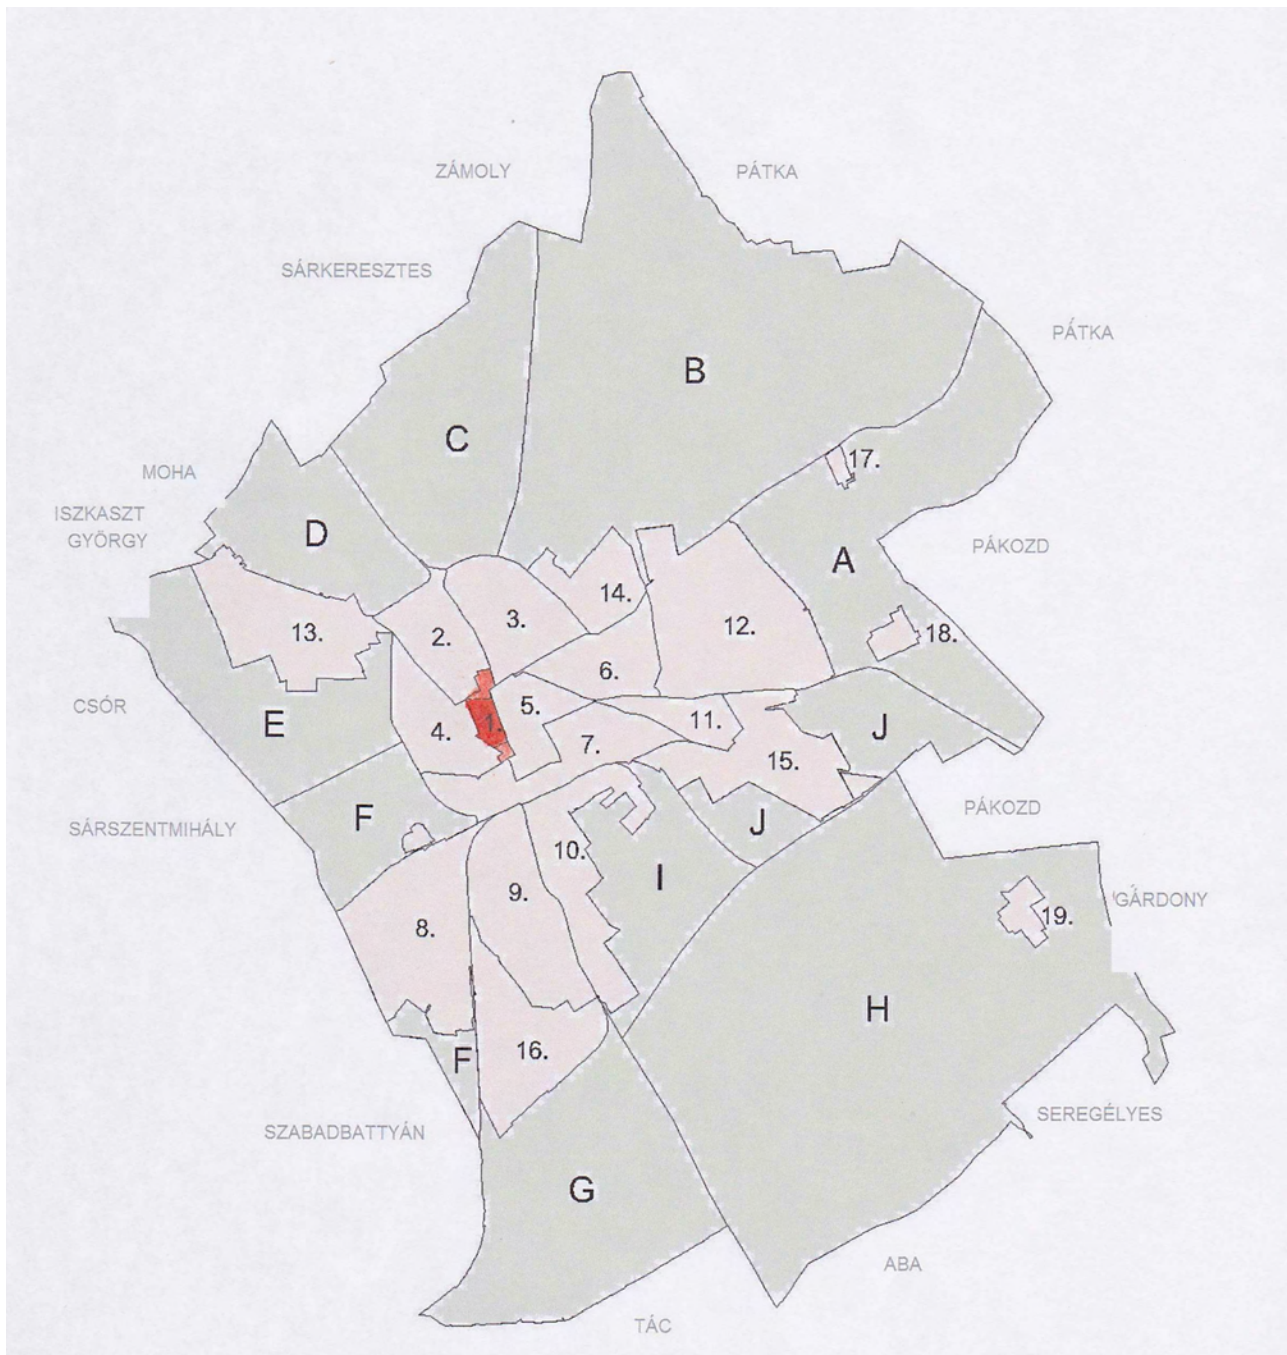 ZÁMOLY
PÁTKA
SÁRKERESZTES
PÁTKA
B
C
17.
MOHA
ISZKASZT
GYÖRGY
D
PÁKOZD
A
14.
3.
12.
13.
2.
18.
6.
CSÓR
E
4.
1.
5.
11.
J
7.
15.
PÁKOZD
F
J
SÁRSZENTMIHÁLY
10.
I
9.
GÁRDONY
8.
19.
H
16.
F
SEREGÉLYES
SZABADBATTYÁN
G
ABA
TÁC